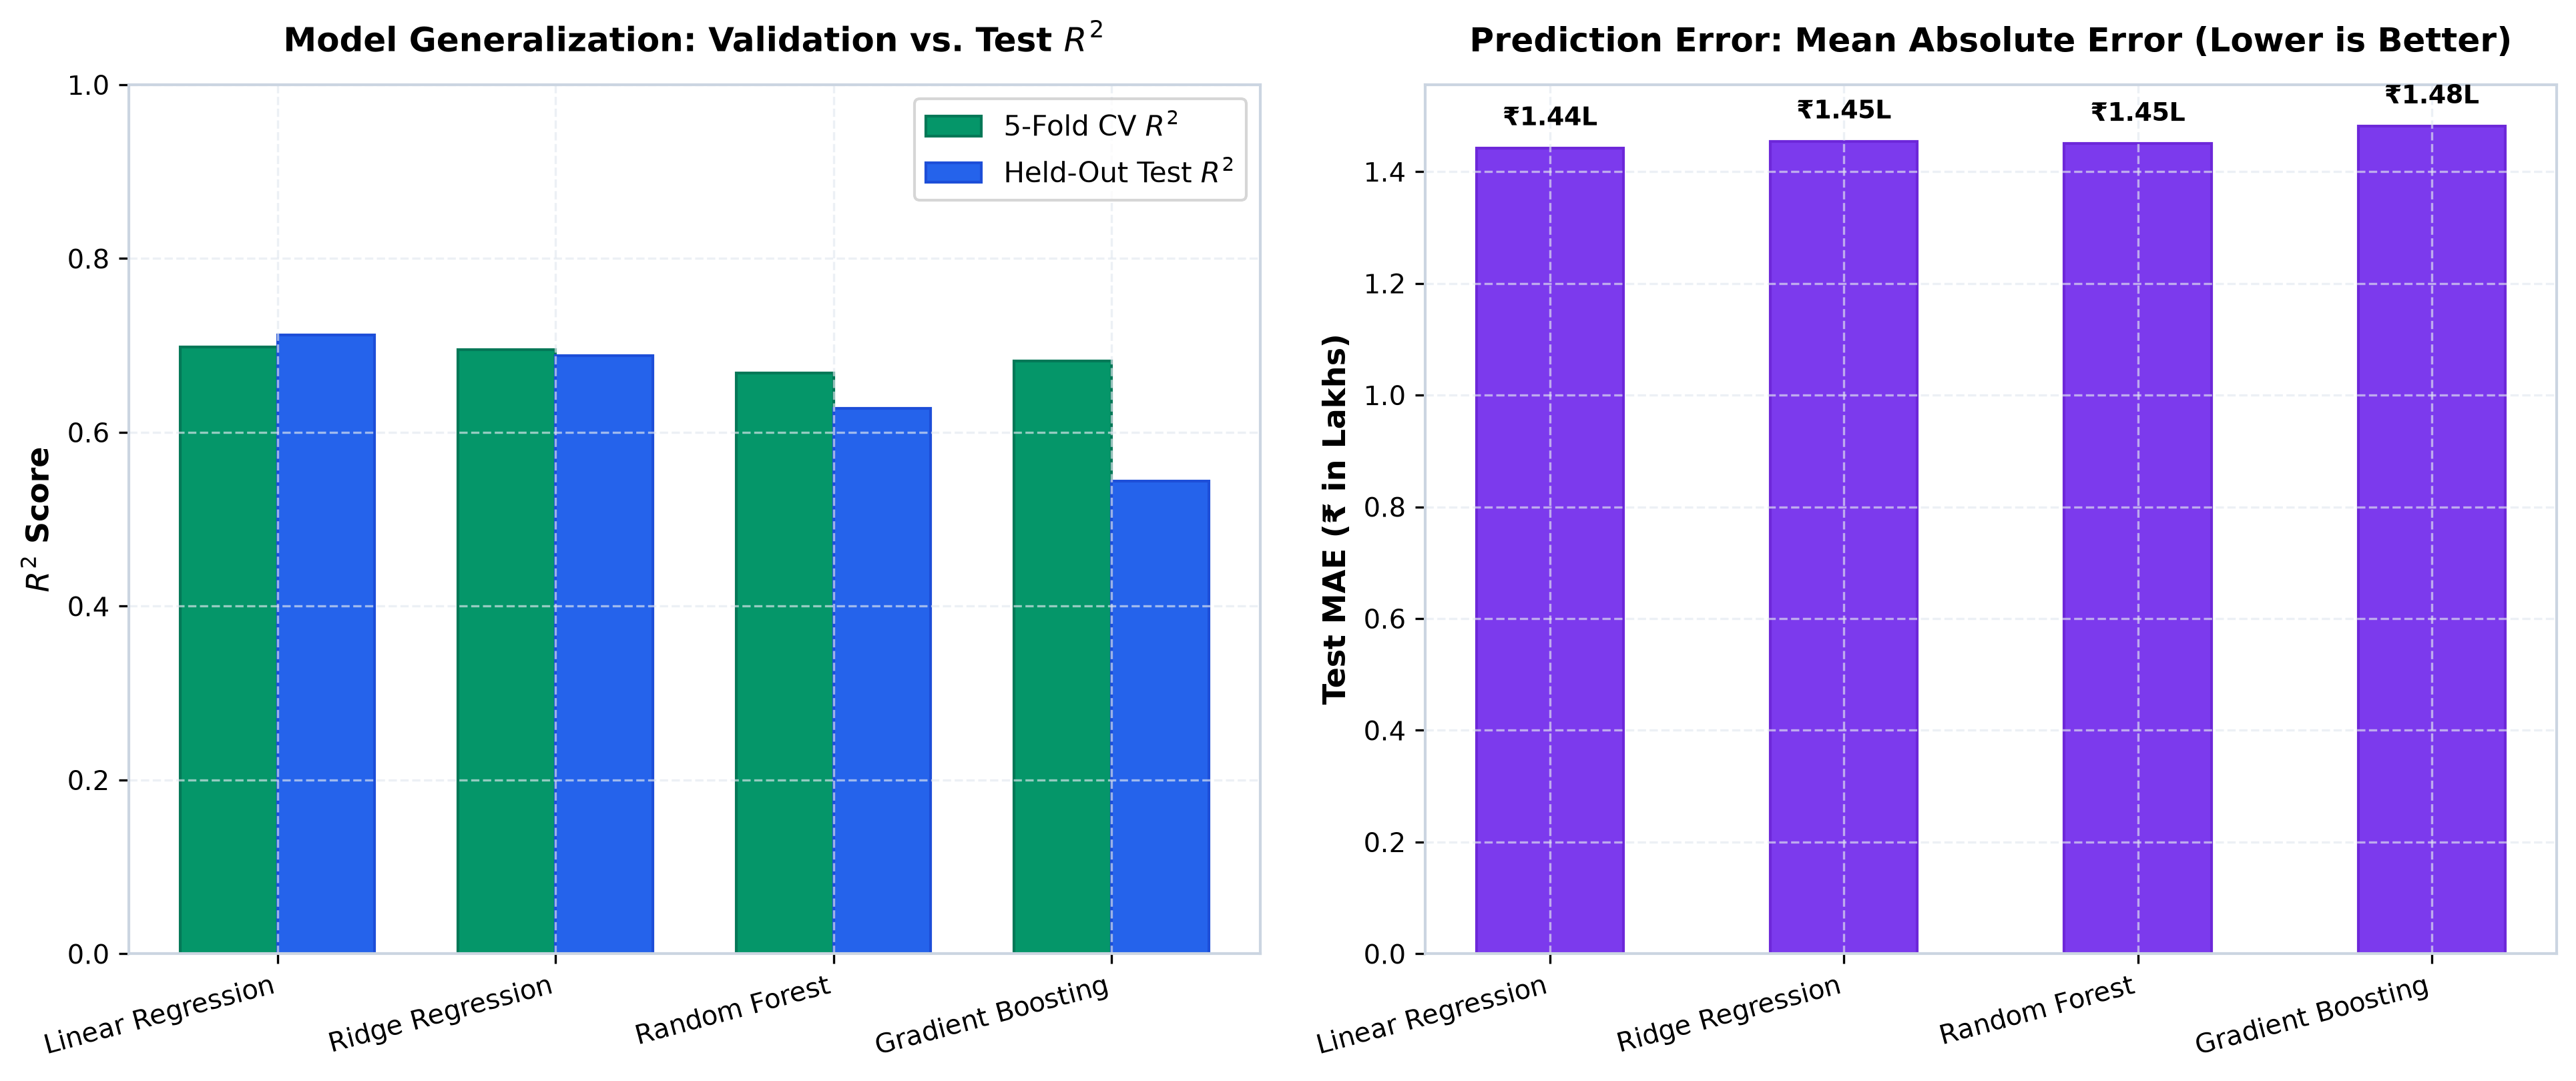 Model Generalization: Validation vs. Test R²
R² Score
1.0
0.8
0.6
0.4
0.2
0.0
5-Fold CV R²
Held-Out Test R²
Linear Regression
Ridge Regression
Random Forest
Gradient Boosting
Prediction Error: Mean Absolute Error (Lower is Better)
Test MAE (₹ in Lakhs)
1.4
1.2
1.0
0.8
0.6
0.4
0.2
0.0
₹1.44L
₹1.45L
₹1.45L
₹1.48L
Linear Regression
Ridge Regression
Random Forest
Gradient Boosting